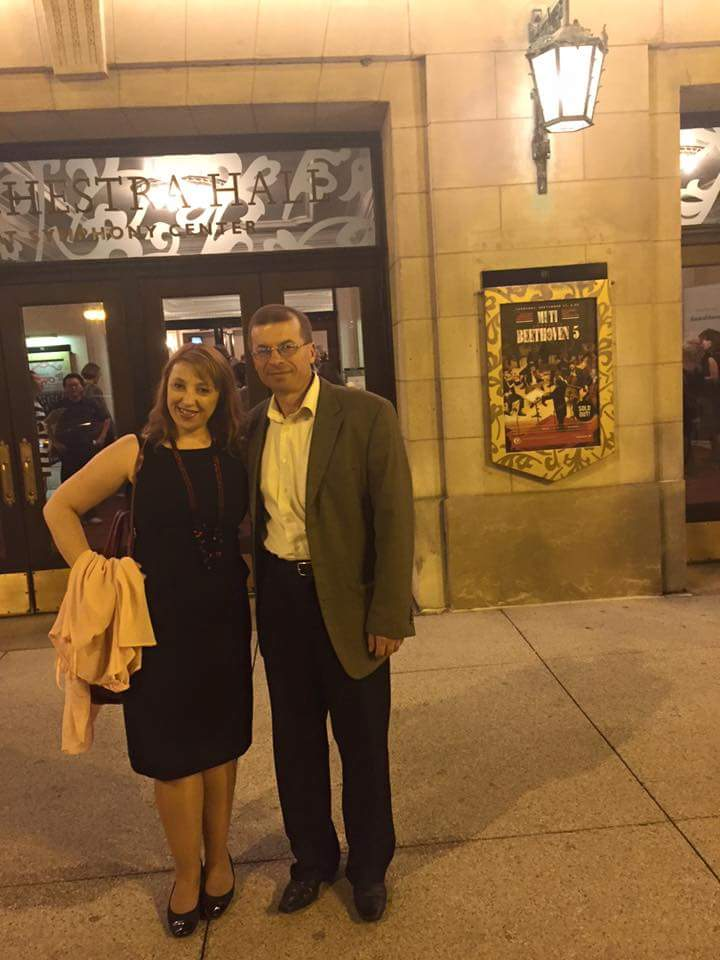 HESTRA HALL
SYMPHONY CENTER
MUTI
BEETHOVEN 5
SOLD
OUT!